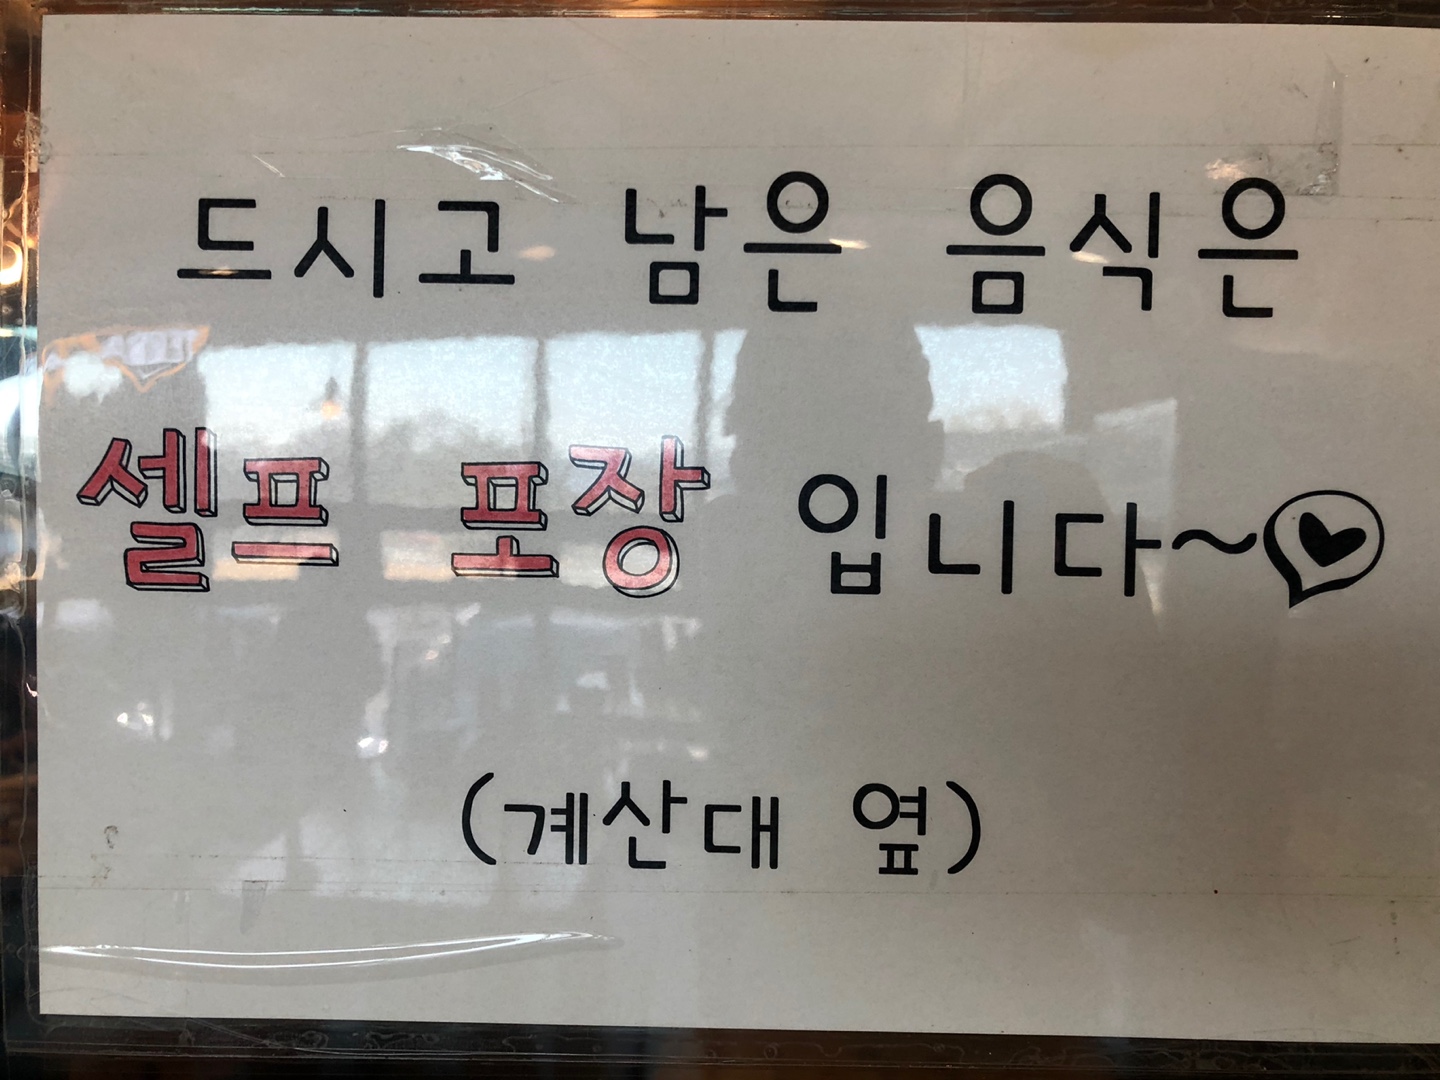 드시고 남은 음식은
셀프 포장 입니다~
(계산대 옆)